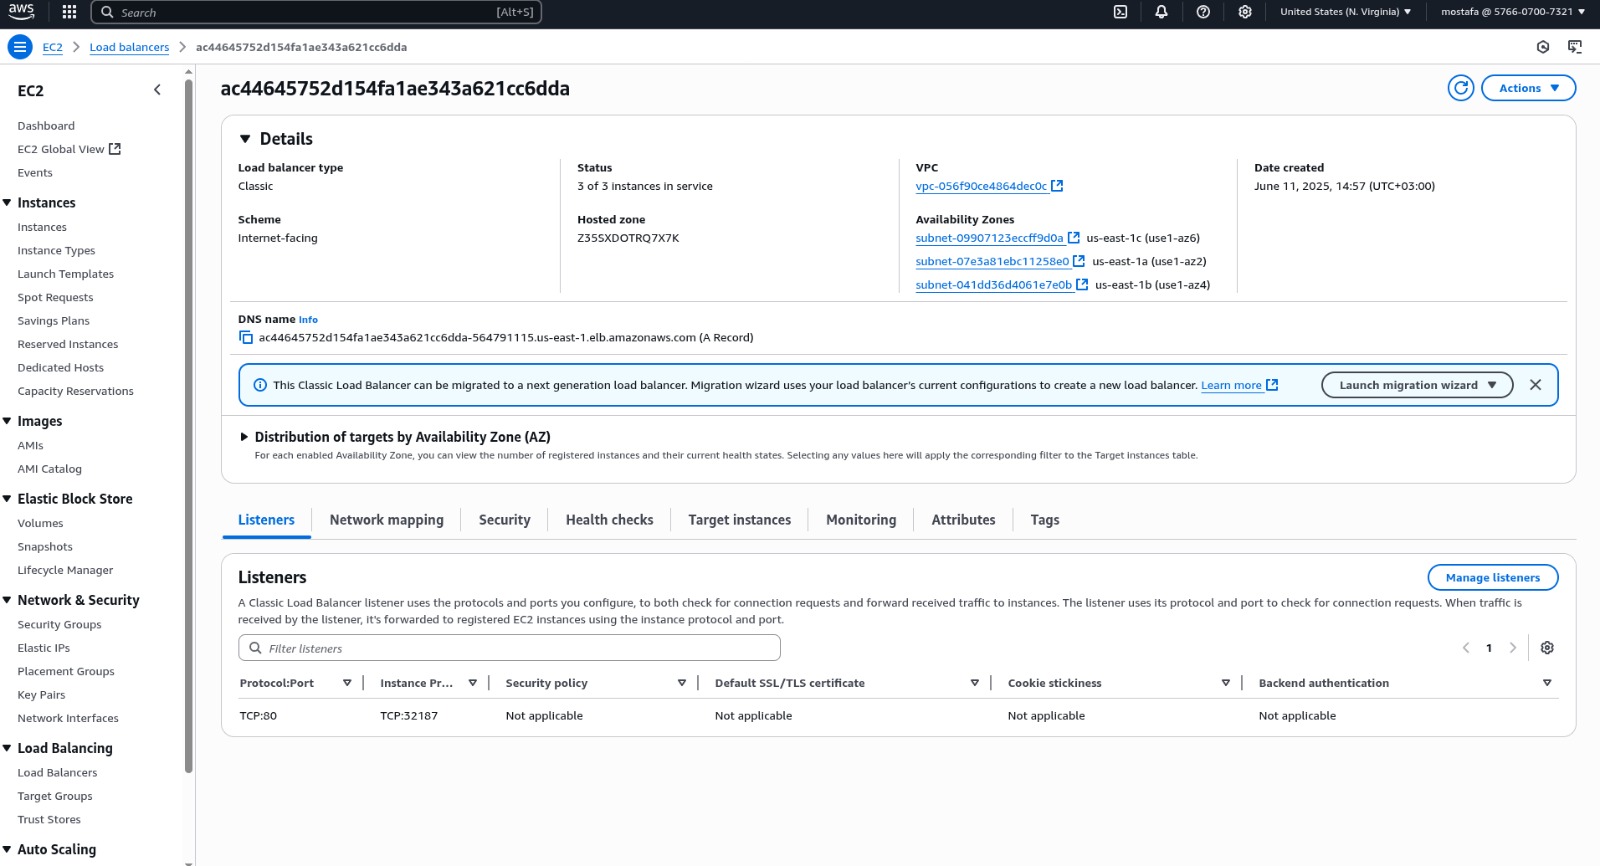 aws
Search [Alt+S]
United States (N. Virginia)
mostafa @ 5766-0700-7321
EC2
Load balancers
ac44645752d154fa1ae343a621cc6dda
EC2
Dashboard
EC2 Global View
Events
Instances
Instances
Instance Types
Launch Templates
Spot Requests
Savings Plans
Reserved Instances
Dedicated Hosts
Capacity Reservations
Images
AMIs
AMI Catalog
Elastic Block Store
Volumes
Snapshots
Lifecycle Manager
Network & Security
Security Groups
Elastic IPs
Placement Groups
Key Pairs
Network Interfaces
Load Balancing
Load Balancers
Target Groups
Trust Stores
Auto Scaling
ac44645752d154fa1ae343a621cc6dda
Actions
Details
Load balancer type
Classic
Scheme
Internet-facing
Status
3 of 3 instances in service
Hosted zone
Z35SXDOTRQ7X7K
VPC
vpc-056f90ce4864dec0c
Availability Zones
subnet-09907123eccff9d0a us-east-1c (use1-az6)
subnet-07e3a81ebc11258e0 us-east-1a (use1-az2)
subnet-041dd36d4061e7e0b us-east-1b (use1-az4)
Date created
June 11, 2025, 14:57 (UTC+03:00)
DNS name Info
ac44645752d154fa1ae343a621cc6dda-564791115.us-east-1.elb.amazonaws.com (A Record)
This Classic Load Balancer can be migrated to a next generation load balancer. Migration wizard uses your load balancer's current configurations to create a new load balancer. Learn more
Launch migration wizard
Distribution of targets by Availability Zone (AZ)
For each enabled Availability Zone, you can view the number of registered instances and their current health states. Selecting any values here will apply the corresponding filter to the Target instances table.
Listeners Network mapping Security Health checks Target instances Monitoring Attributes Tags
Listeners
Manage listeners
A Classic Load Balancer listener uses the protocols and ports you configure, to both check for connection requests and forward received traffic to instances. The listener uses its protocol and port to check for connection requests. When traffic is
received by the listener, it's forwarded to registered EC2 instances using the instance protocol and port.
Filter listeners
1
Protocol:Port Instance Pr... Security policy Default SSL/TLS certificate Cookie stickiness Backend authentication
TCP:80 TCP:32187 Not applicable Not applicable Not applicable Not applicable